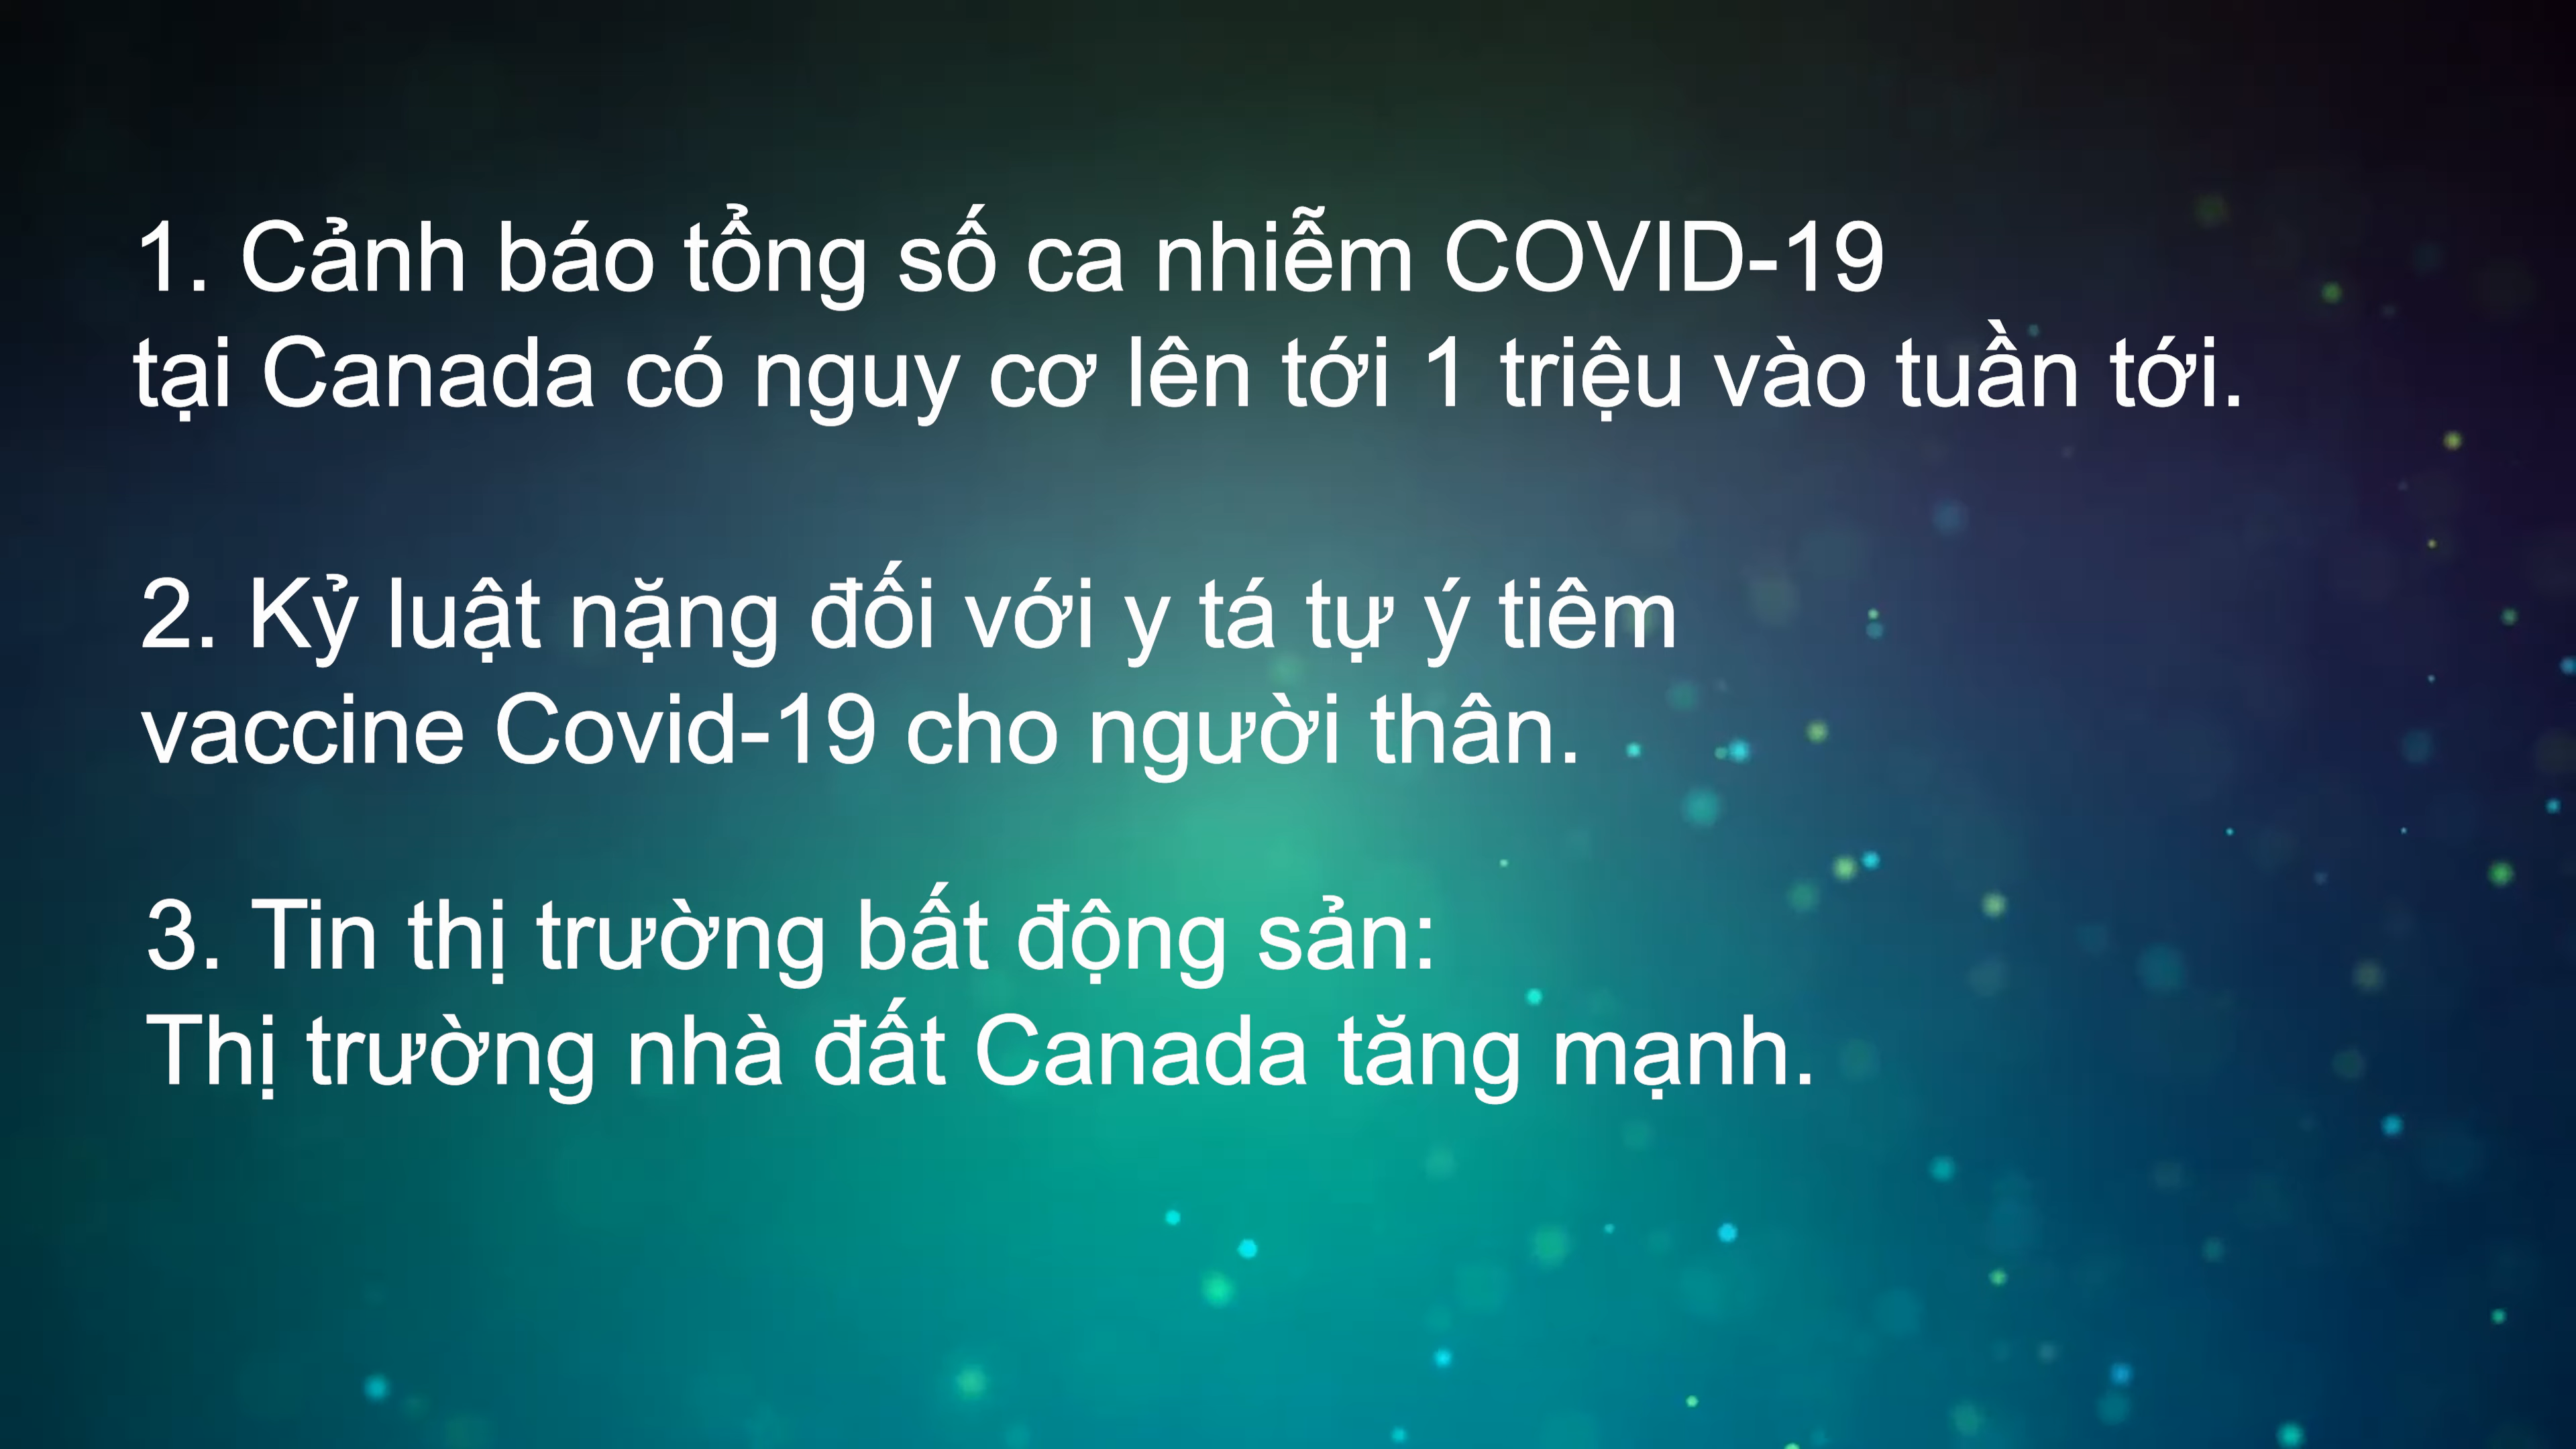 1. Cảnh báo tổng số ca nhiễm COVID-19
tại Canada có nguy cơ lên tới 1 triệu vào tuần tới.
2. Kỷ luật nặng đối với y tá tự ý tiêm
vaccine Covid-19 cho người thân.
3. Tin thị trường bất động sản:
Thị trường nhà đất Canada tăng mạnh.